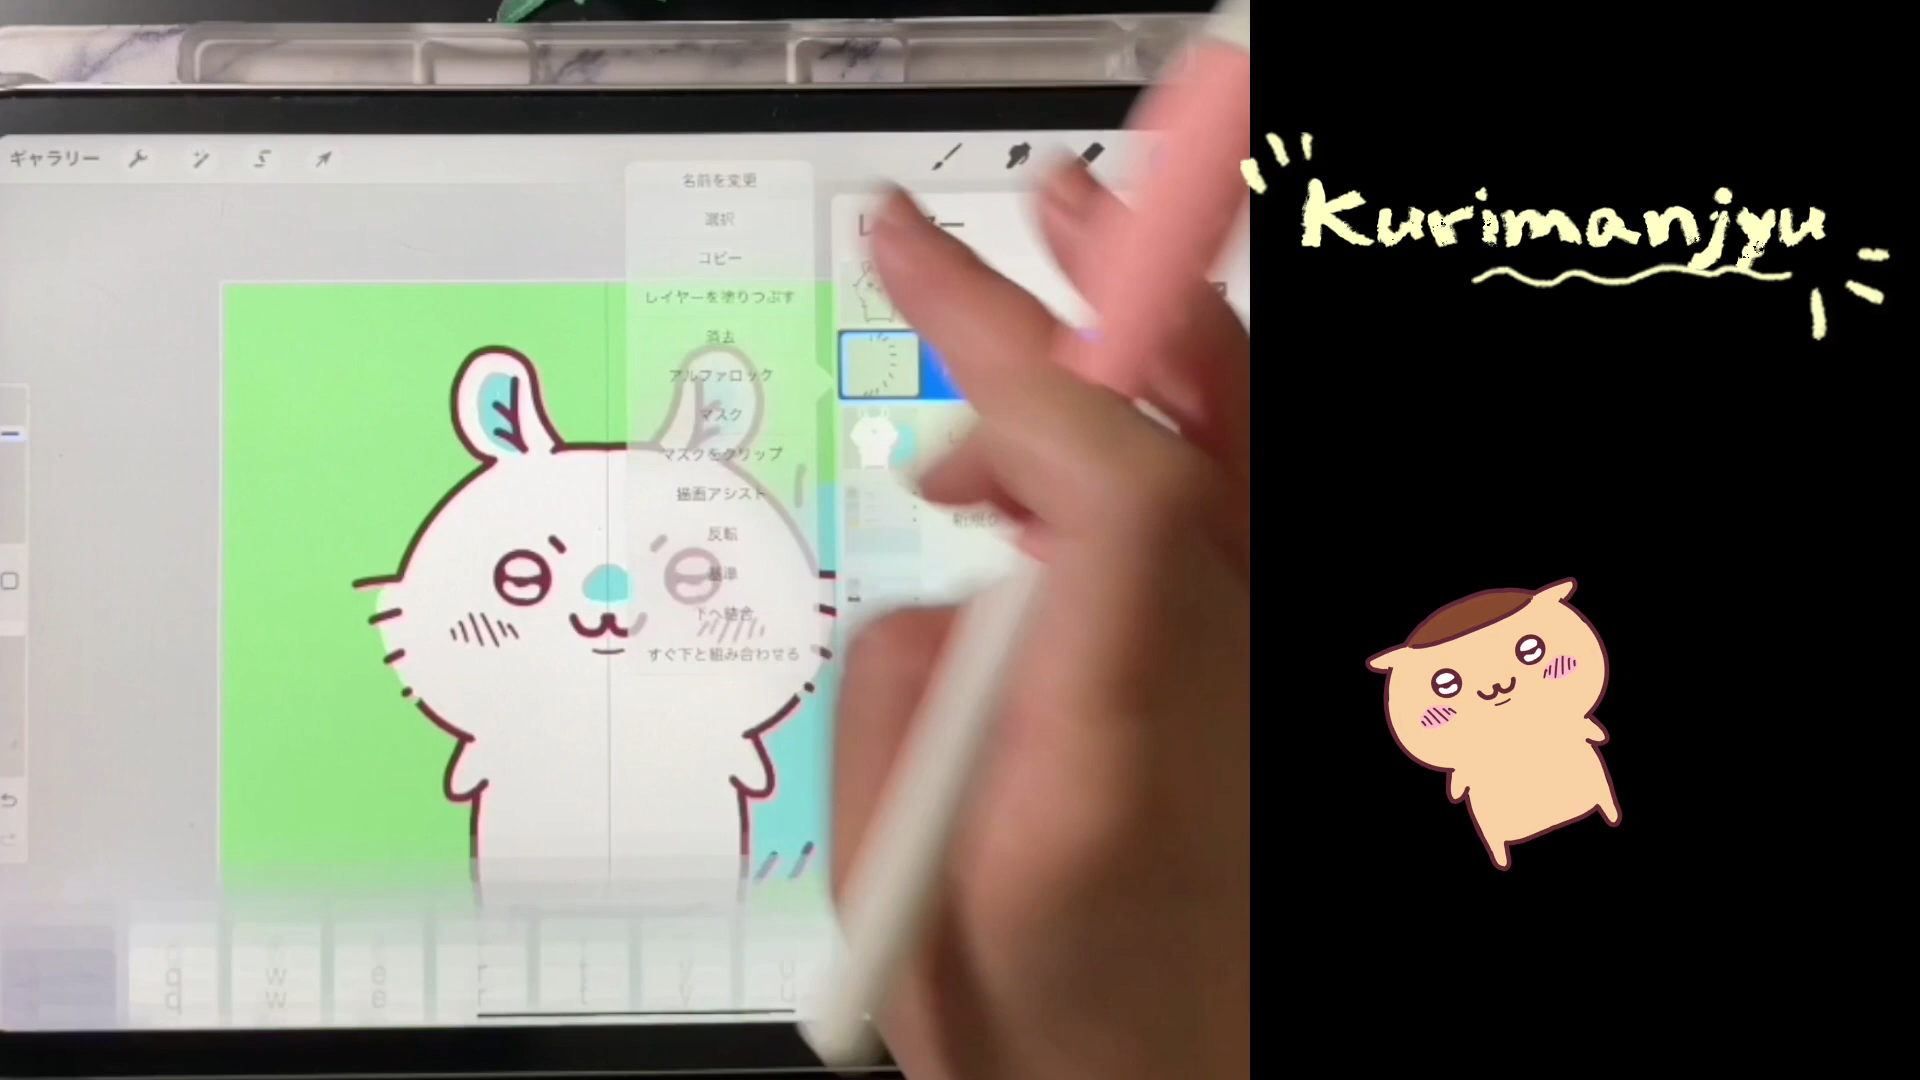 ギャラリー
名前を変更
選択
コピー
レイヤーを塗りつぶす
消去
アルファロック
マスク
マスクをクリップ
描画アシスト
反転
基準
下へ結合
すぐ下と組み合わせる
Kurimanjyu